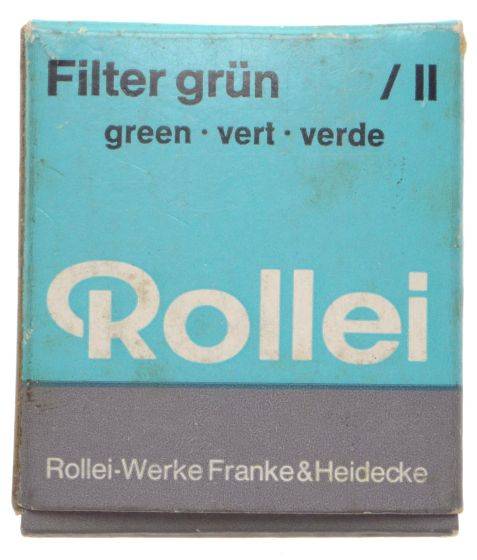 Filter grün / II
green · vert · verde
Rollei
Rollei-Werke Franke & Heidecke